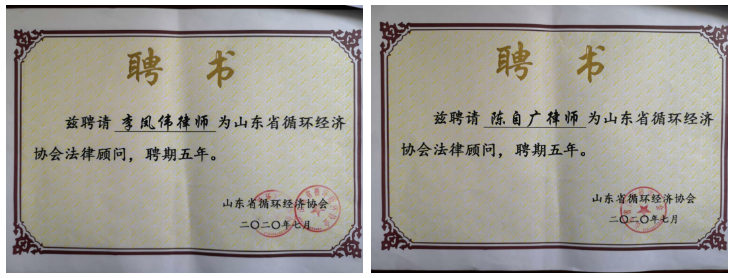 聘 书
兹聘请 李凤伟律师 为山东省循环经济
协会法律顾问，聘期五年。
山东省循环经济协会
二〇二〇年七月
聘 书
兹聘请 陈自广律师 为山东省循环经济
协会法律顾问，聘期五年。
山东省循环经济协会
二〇二〇年七月